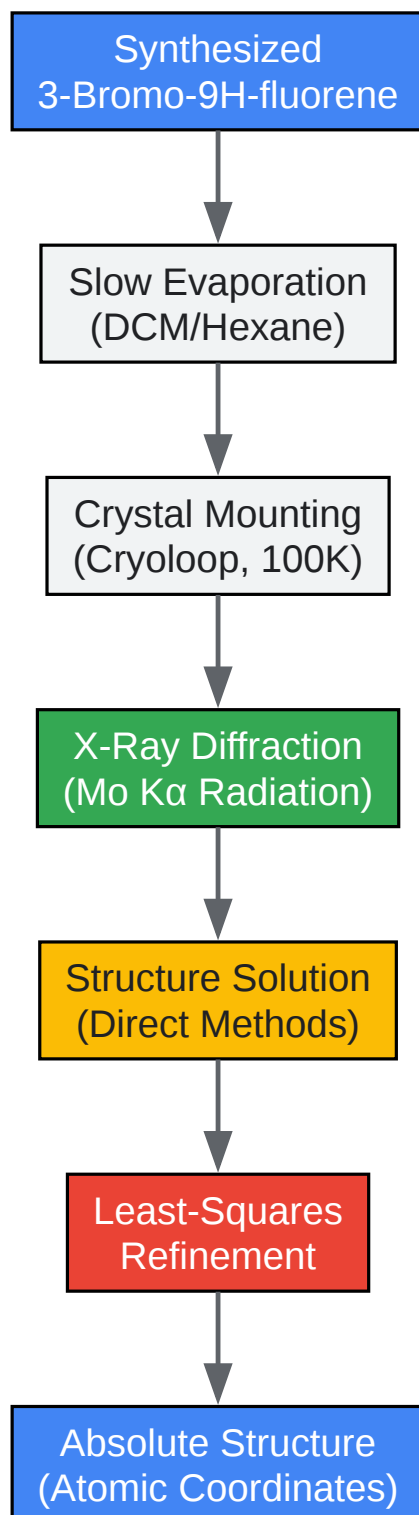 Synthesized
3-Bromo-9H-fluorene
Slow Evaporation
(DCM/Hexane)
Crystal Mounting
(Cryoloop, 100K)
X-Ray Diffraction
(Mo Kα Radiation)
Structure Solution
(Direct Methods)
Least-Squares
Refinement
Absolute Structure
(Atomic Coordinates)